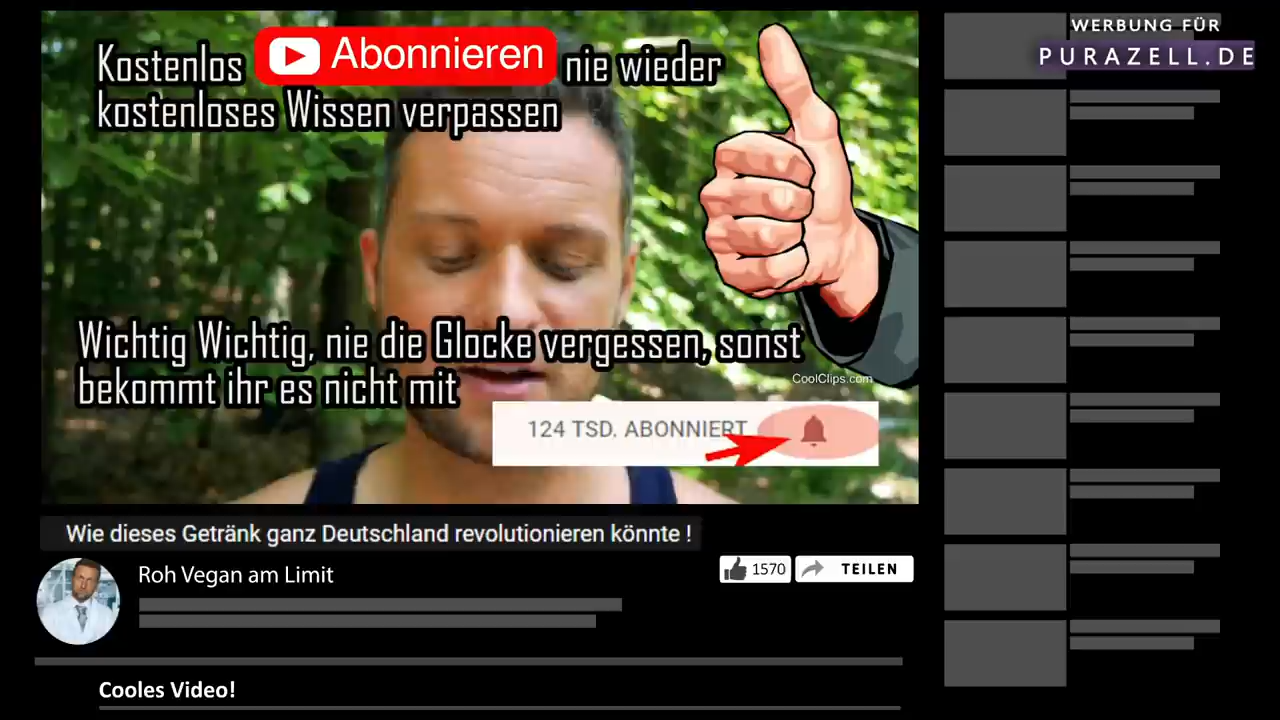 Kostenlos Abonnieren nie wieder
kostenloses Wissen verpassen
Wichtig Wichtig, nie die Glocke vergessen, sonst
bekommt ihr es nicht mit
CoolClips.com
124 TSD. ABONNIERT
Wie dieses Getränk ganz Deutschland revolutionieren könnte !
Roh Vegan am Limit
1570
TEILEN
Cooles Video!
WERBUNG FÜR
PURAZELL.DE